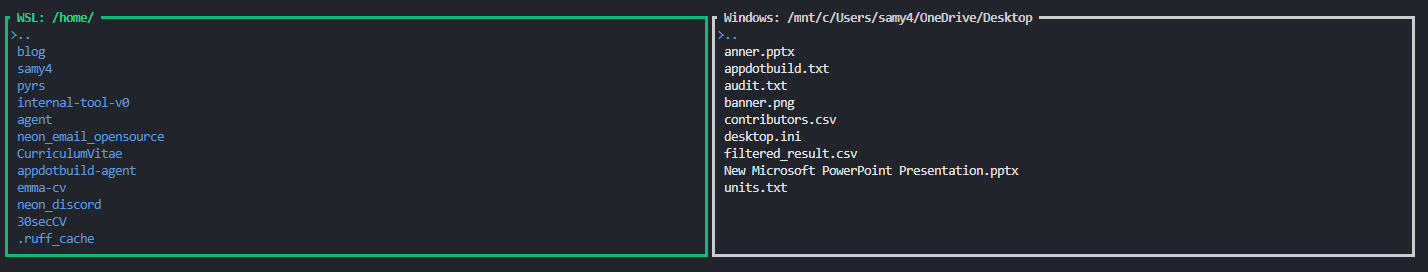 WSL: /home/
>..
blog
samy4
pyrs
internal-tool-v0
agent
neon_email_opensource
CurriculumVitae
appdotbuild-agent
emma-cv
neon_discord
30secCV
.ruff_cache
Windows: /mnt/c/Users/samy4/OneDrive/Desktop
>..
anner.pptx
appdotbuild.txt
audit.txt
banner.png
contributors.csv
desktop.ini
filtered_result.csv
New Microsoft PowerPoint Presentation.pptx
units.txt